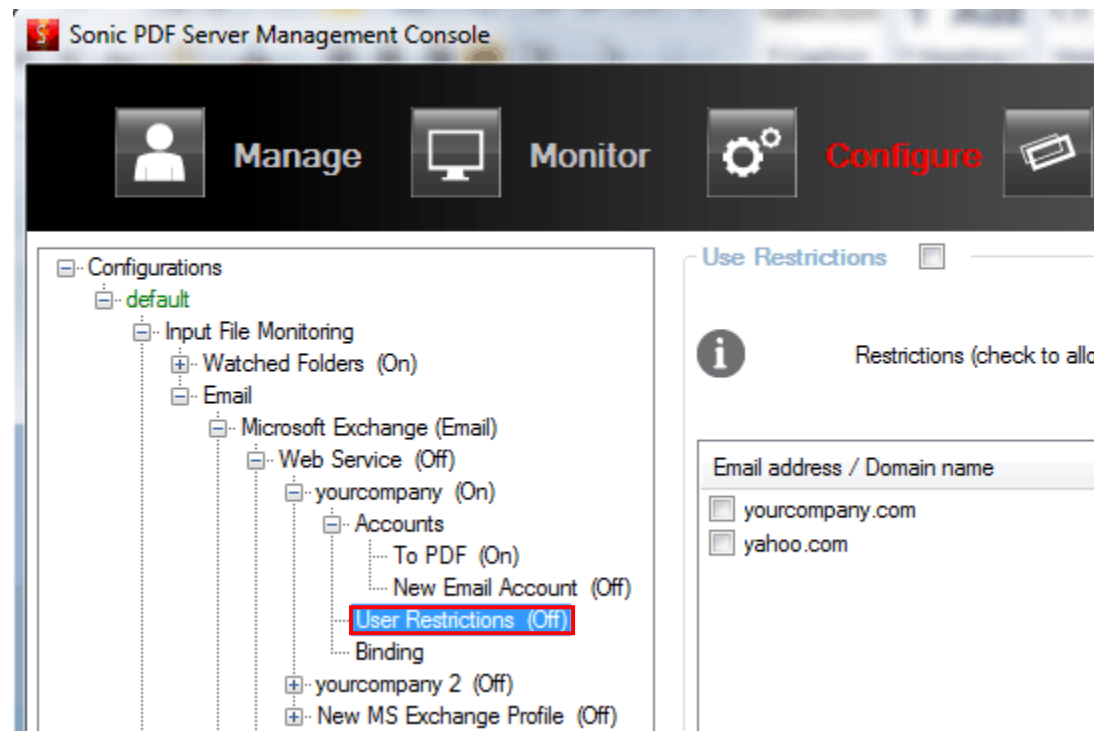 Sonic PDF Server Management Console
Manage Monitor Configure
Configurations
default
Input File Monitoring
Watched Folders (On)
Email
Microsoft Exchange (Email)
Web Service (Off)
yourcompany (On)
Accounts
To PDF (On)
New Email Account (Off)
User Restrictions (Off)
Binding
yourcompany 2 (Off)
New MS Exchange Profile (Off)
Use Restrictions
Restrictions (check to
Email address / Domain name
yourcompany.com
yahoo.com